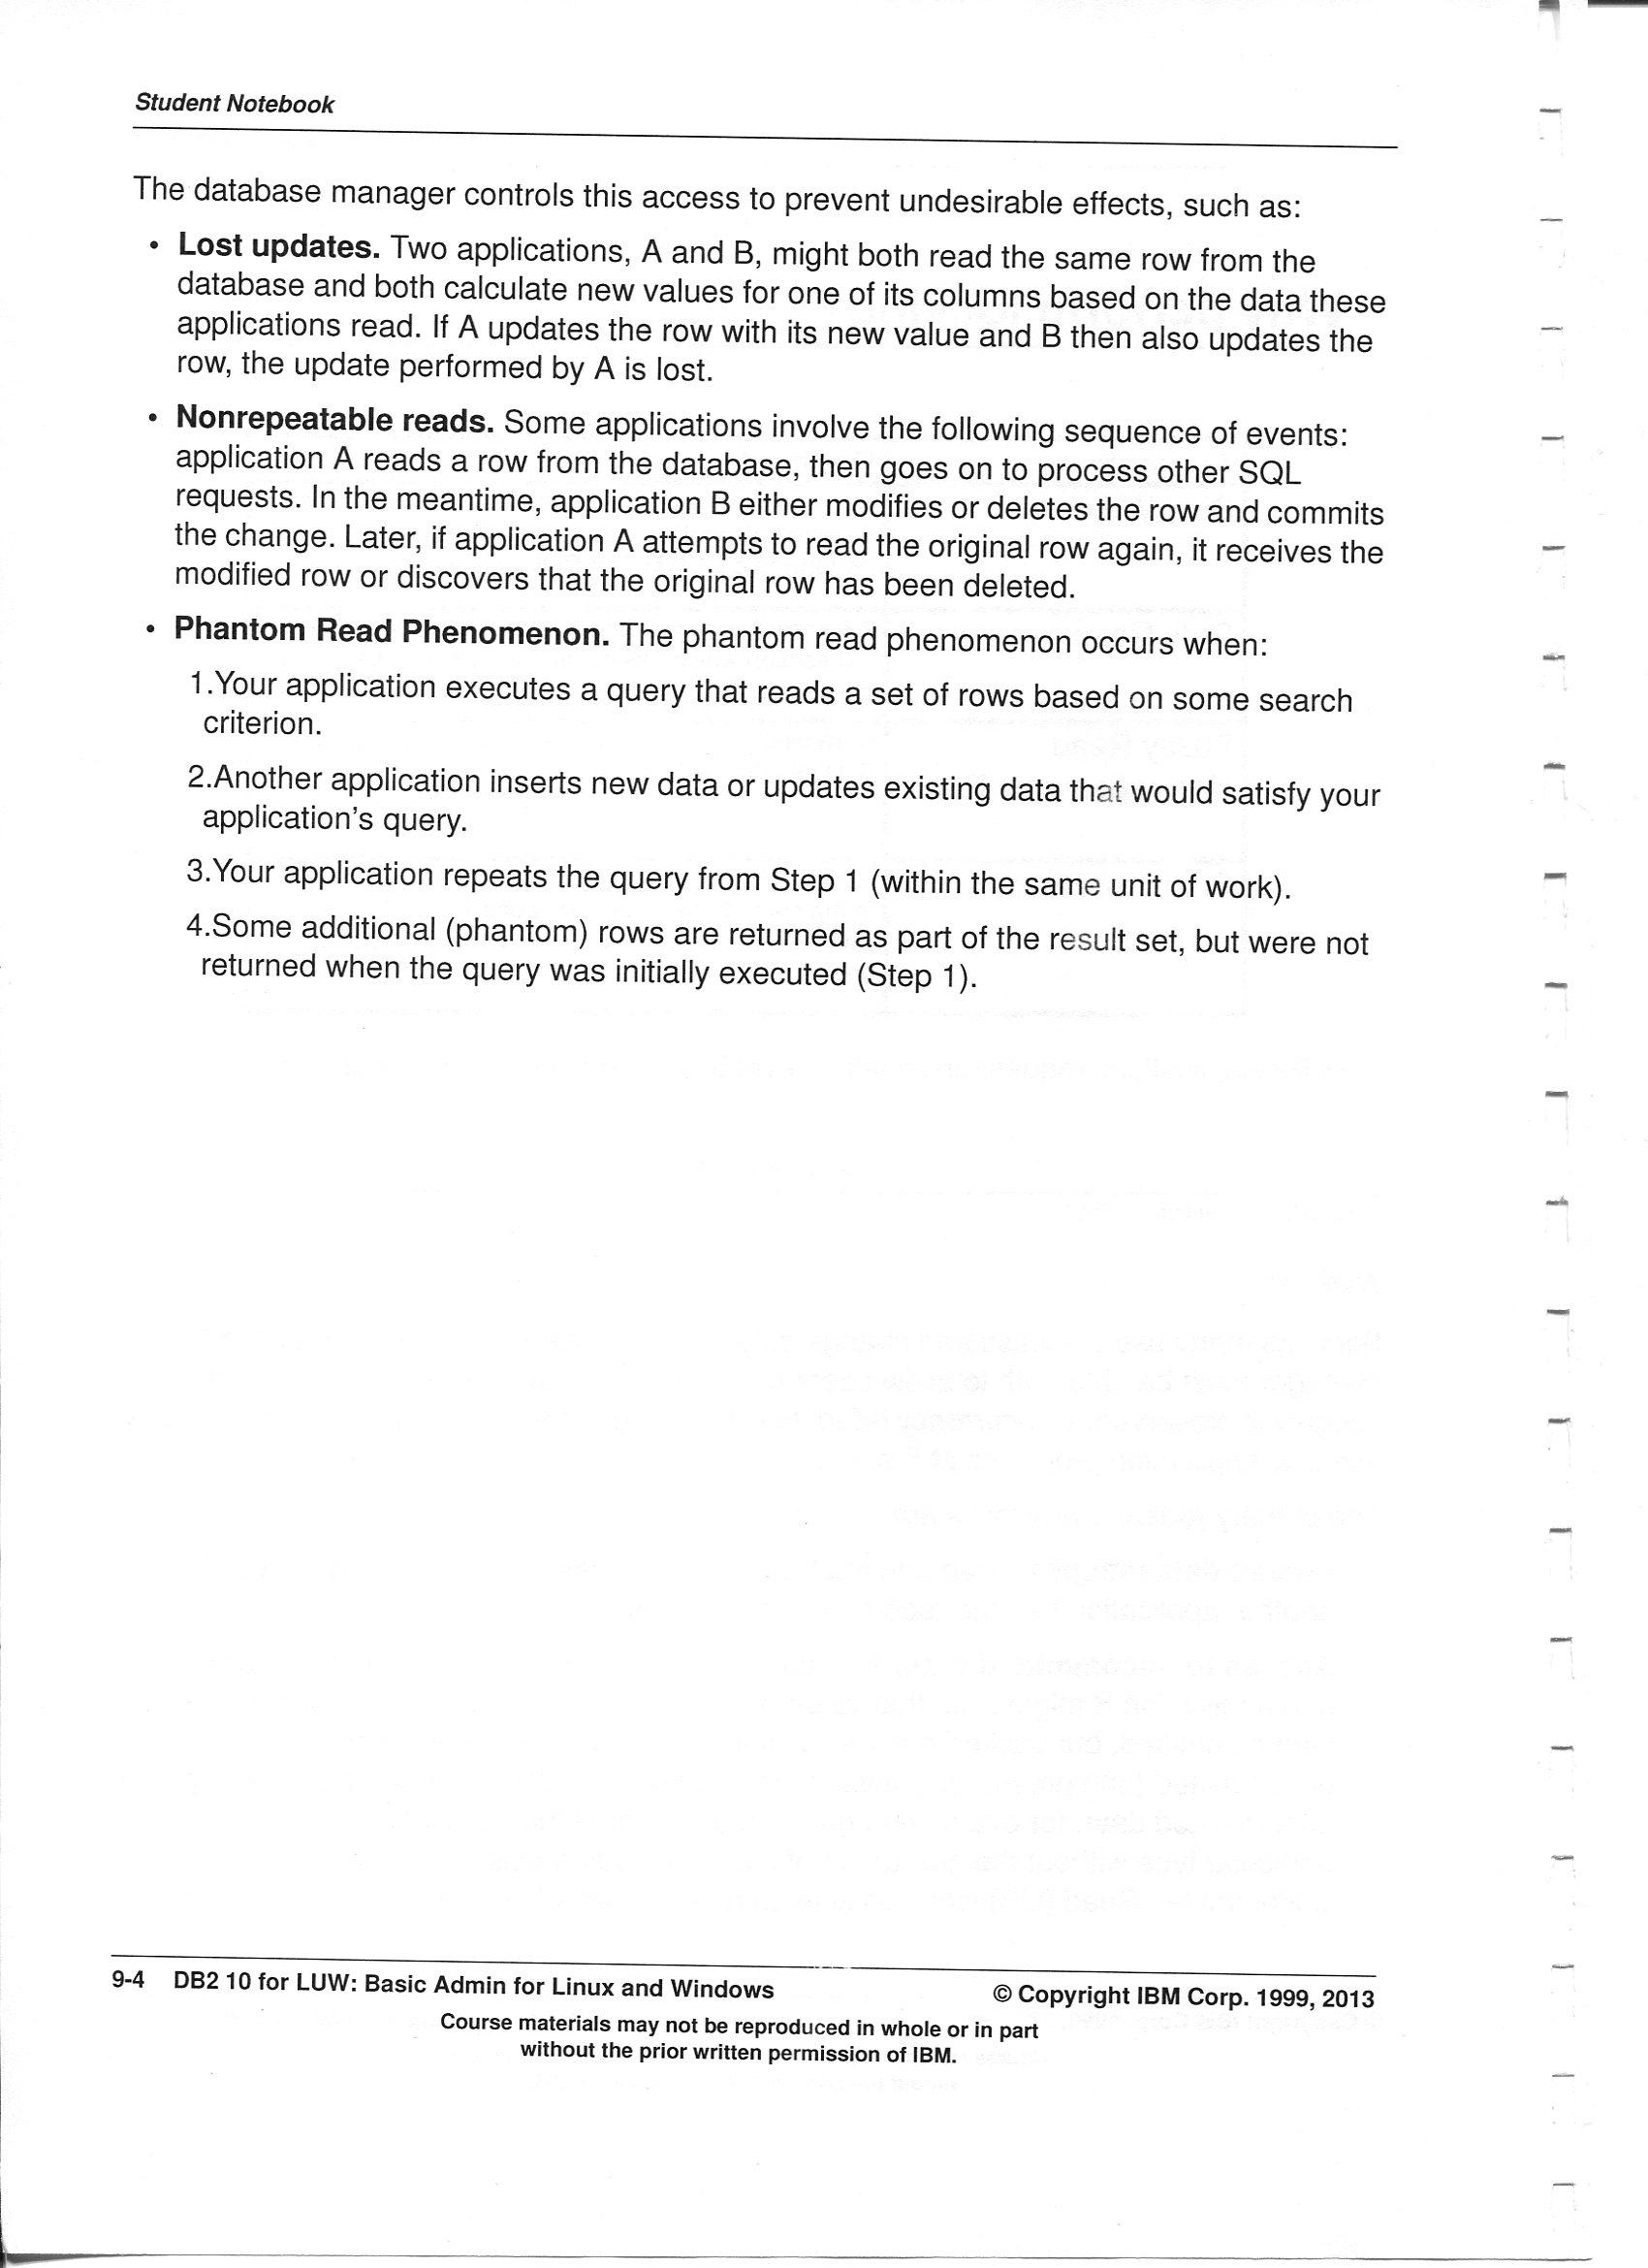 Student Notebook
The database manager controls this access to prevent undesirable effects, such as:
• Lost updates. Two applications, A and B, might both read the same row from the
database and both calculate new values for one of its columns based on the data these
applications read. If A updates the row with its new value and B then also updates the
row, the update performed by A is lost.
• Nonrepeatable reads. Some applications involve the following sequence of events:
application A reads a row from the database, then goes on to process other SQL
requests. In the meantime, application B either modifies or deletes the row and commits
the change. Later, if application A attempts to read the original row again, it receives the
modified row or discovers that the original row has been deleted.
• Phantom Read Phenomenon. The phantom read phenomenon occurs when:
1.Your application executes a query that reads a set of rows based on some search
criterion.
2.Another application inserts new data or updates existing data that would satisfy your
application's query.
3.Your application repeats the query from Step 1 (within the same unit of work).
4.Some additional (phantom) rows are returned as part of the result set, but were not
returned when the query was initially executed (Step 1).
9-4 DB2 10 for LUW: Basic Admin for Linux and Windows © Copyright IBM Corp. 1999, 2013
Course materials may not be reproduced in whole or in part
without the prior written permission of IBM.